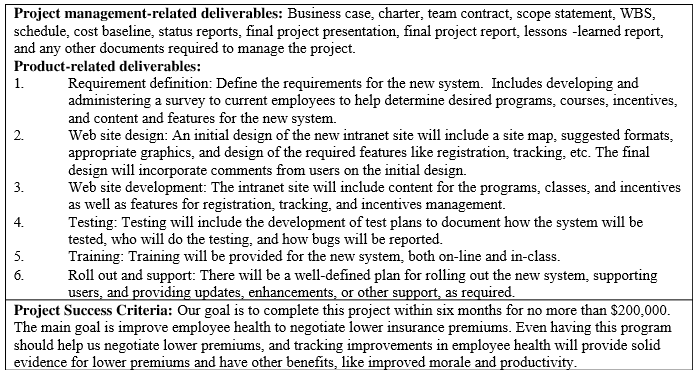 Project management-related deliverables: Business case, charter, team contract, scope statement, WBS,
schedule, cost baseline, status reports, final project presentation, final project report, lessons -learned report,
and any other documents required to manage the project.
Product-related deliverables:
1. Requirement definition: Define the requirements for the new system. Includes developing and
administering a survey to current employees to help determine desired programs, courses, incentives,
and content and features for the new system.
2. Web site design: An initial design of the new intranet site will include a site map, suggested formats,
appropriate graphics, and design of the required features like registration, tracking, etc. The final
design will incorporate comments from users on the initial design.
3. Web site development: The intranet site will include content for the programs, classes, and incentives
as well as features for registration, tracking, and incentives management.
4. Testing: Testing will include the development of test plans to document how the system will be
tested, who will do the testing, and how bugs will be reported.
5. Training: Training will be provided for the new system, both on-line and in-class.
6. Roll out and support: There will be a well-defined plan for rolling out the new system, supporting
users, and providing updates, enhancements, or other support, as required.
Project Success Criteria: Our goal is to complete this project within six months for no more than $200,000.
The main goal is improve employee health to negotiate lower insurance premiums. Even having this program
should help us negotiate lower premiums, and tracking improvements in employee health will provide solid
evidence for lower premiums and have other benefits, like improved morale and productivity.